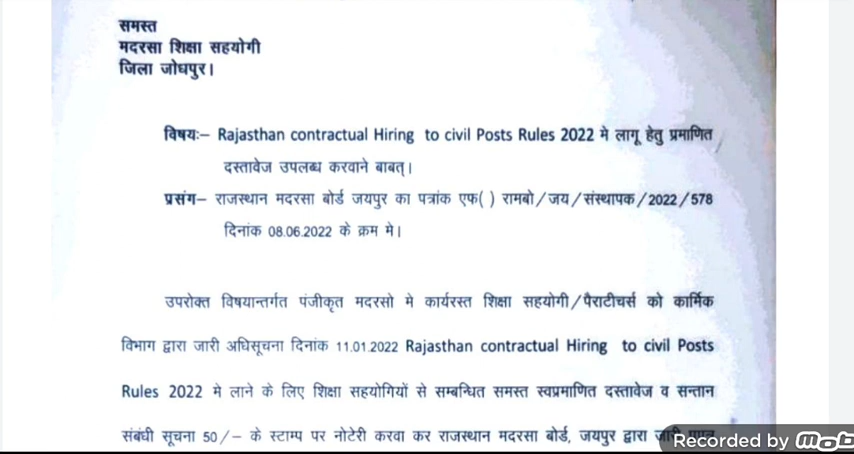 समस्त
मदरसा शिक्षा सहयोगी
जिला जोधपुर।
विषयः– Rajasthan contractual Hiring to civil Posts Rules 2022 मे लागू हेतु प्रमाणित
दस्तावेज उपलब्ध करवाने बाबत्।
प्रसंग– राजस्थान मदरसा बोर्ड जयपुर का पत्रांक एफ( ) रामबो/जय/संस्थापक/2022/578
दिनांक 08.06.2022 के क्रम मे।
उपरोक्त विषयान्तर्गत पंजीकृत मदरसो मे कार्यरस्त शिक्षा सहयोगी/पैराटीचर्स को कार्मिक
विभाग द्वारा जारी अधिसूचना दिनांक 11.01.2022 Rajasthan contractual Hiring to civil Posts
Rules 2022 मे लाने के लिए शिक्षा सहयोगियों से सम्बन्धित समस्त स्वप्रमाणित दस्तावेज व सन्तान
संबंधी सूचना 50/– के स्टाम्प पर नोटेरी करवा कर राजस्थान मदरसा बोर्ड, जयपुर द्वारा
Recorded by mob